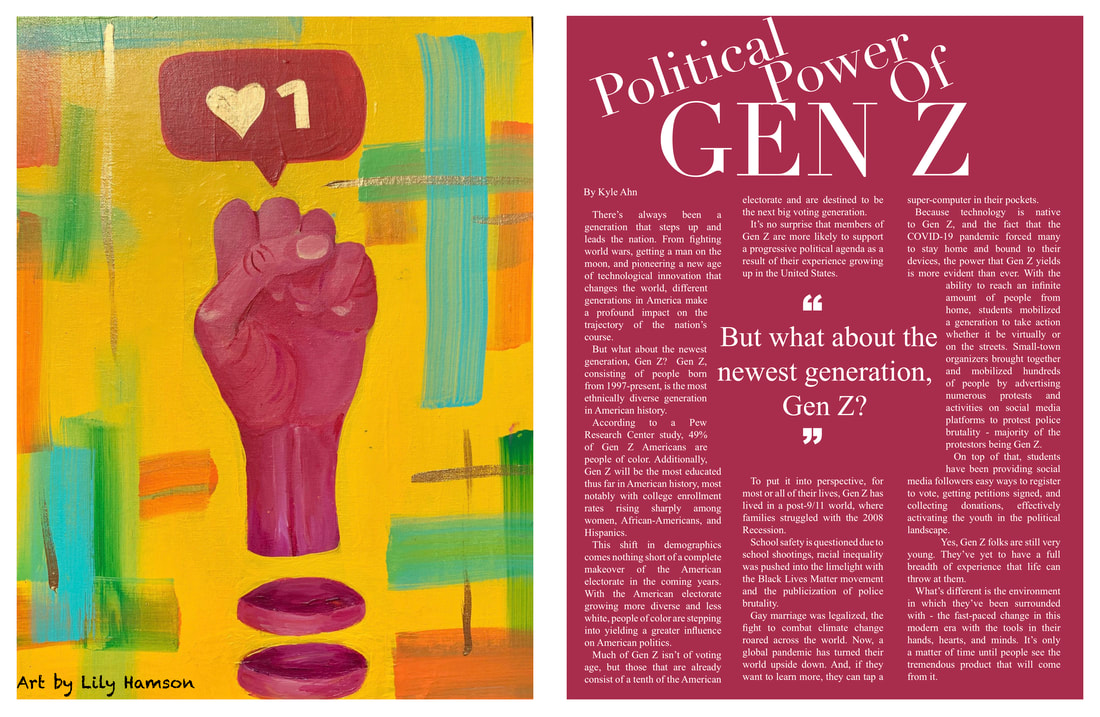 1
Art by Lily Hamson
Political
Power
Of
GEN Z
By Kyle Ahn
There's always been a
generation that steps up and
leads the nation. From fighting
world wars, getting a man on the
moon, and pioneering a new age
of technological innovation that
changes the world, different
generations in America make
a profound impact on the
trajectory of the nation's
course.
But what about the newest
generation, Gen Z? Gen Z,
consisting of people born
from 1997-present, is the most
ethnically diverse generation
in American history.
According to a Pew
Research Center study, 49%
of Gen Z Americans are
people of color. Additionally,
Gen Z will be the most educated
thus far in American history, most
notably with college enrollment
rates rising sharply among
women, African-Americans, and
Hispanics.
This shift in demographics
comes nothing short of a complete
makeover of the American
electorate in the coming years.
With the American electorate
growing more diverse and less
white, people of color are stepping
into yielding a greater influence
on American politics.
Much of Gen Z isn't of voting
age, but those that are already
consist of a tenth of the American
electorate and are destined to be
the next big voting generation.
It's no surprise that members of
Gen Z are more likely to support
a progressive political agenda as a
result of their experience growing
up in the United States.
“
But what about the
newest generation,
Gen Z?
”
To put it into perspective, for
most or all of their lives, Gen Z has
lived in a post-9/11 world, where
families struggled with the 2008
Recession.
School safety is questioned due to
school shootings, racial inequality
was pushed into the limelight with
the Black Lives Matter movement
and the publicization of police
brutality.
Gay marriage was legalized, the
fight to combat climate change
roared across the world. Now, a
global pandemic has turned their
world upside down. And, if they
want to learn more, they can tap a
super-computer in their pockets.
Because technology is native
to Gen Z, and the fact that the
COVID-19 pandemic forced many
to stay home and bound to their
devices, the power that Gen Z yields
is more evident than ever. With the
ability to reach an infinite
amount of people from
home, students mobilized
a generation to take action
whether it be virtually or
on the streets. Small-town
organizers brought together
and mobilized hundreds
of people by advertising
numerous protests and
activities on social media
platforms to protest police
brutality - majority of the
protestors being Gen Z.
On top of that, students
have been providing social
media followers easy ways to register
to vote, getting petitions signed, and
collecting donations, effectively
activating the youth in the political
landscape.
Yes, Gen Z folks are still very
young. They've yet to have a full
breadth of experience that life can
throw at them.
What's different is the environment
in which they've been surrounded
with - the fast-paced change in this
modern era with the tools in their
hands, hearts, and minds. It's only
a matter of time until people see the
tremendous product that will come
from it.